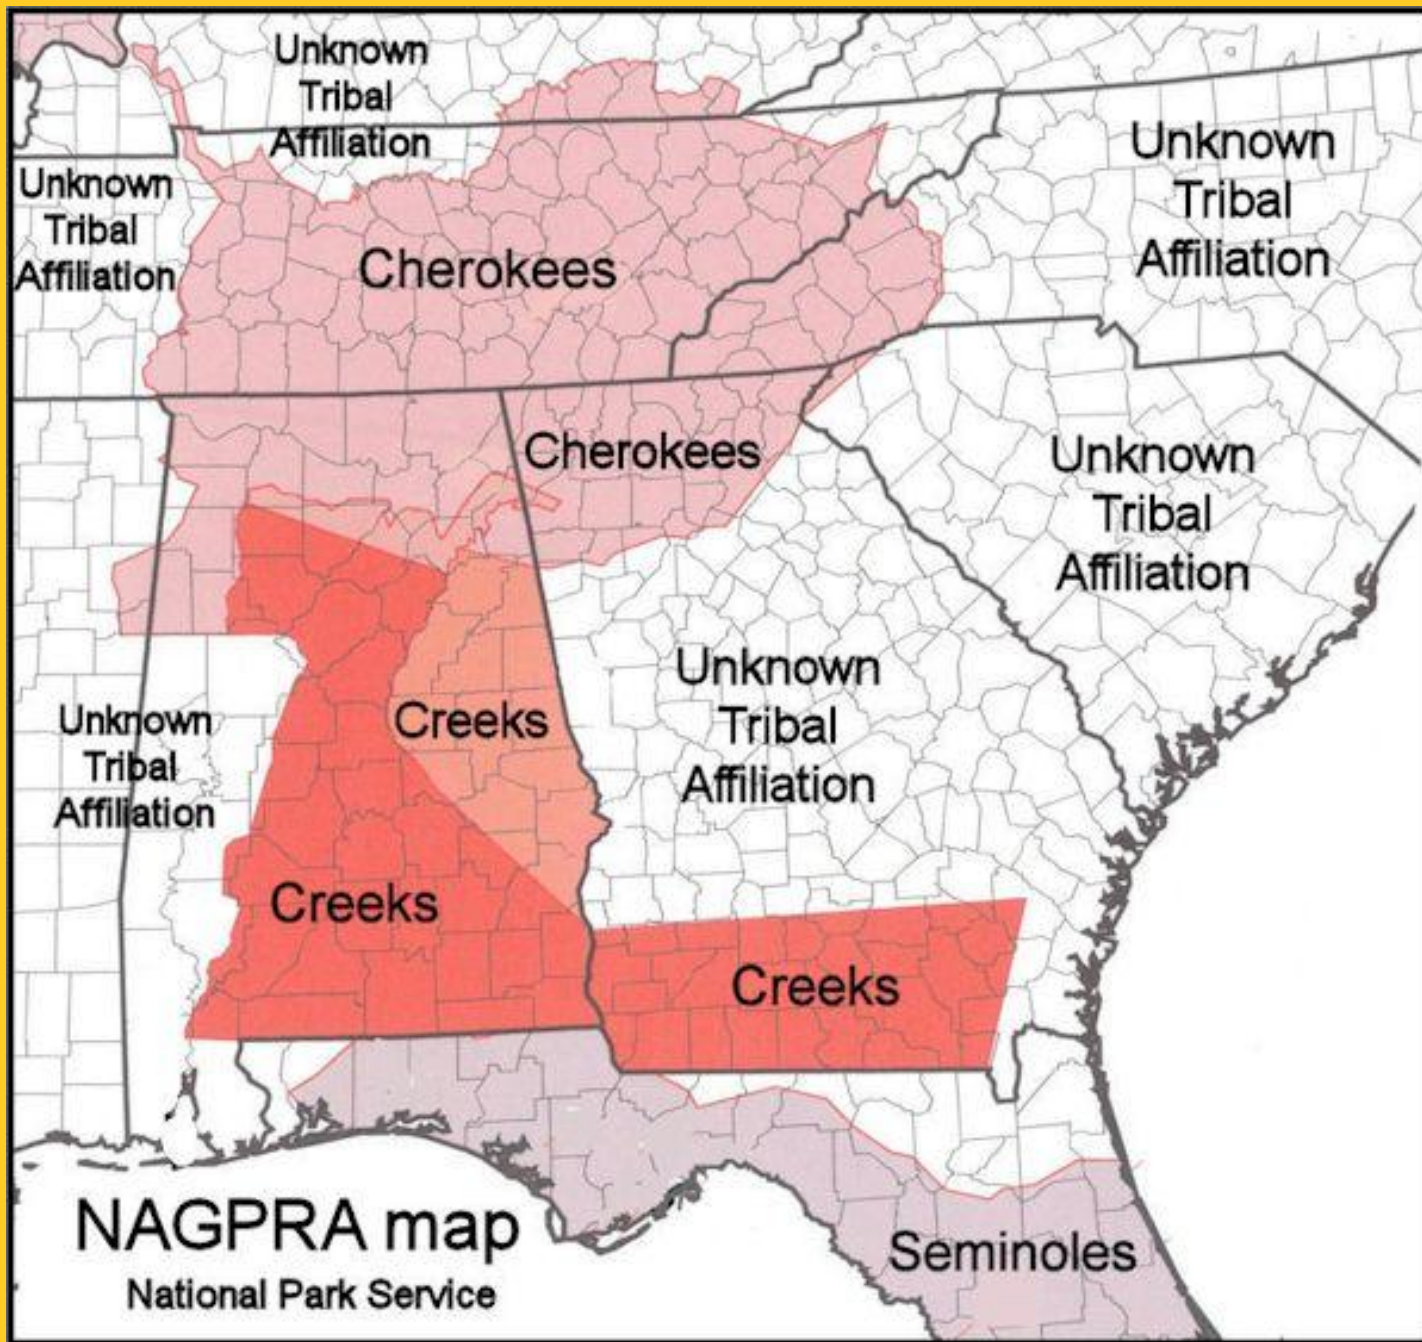 Unknown
Tribal
Affiliation
Unknown
Tribal
Affiliation
Unknown
Tribal
Affiliation
Cherokees
Cherokees
Unknown
Tribal
Affiliation
Unknown
Tribal
Affiliation
Creeks
Unknown
Tribal
Affiliation
Creeks
Creeks
NAGPRA map
National Park Service
Seminoles